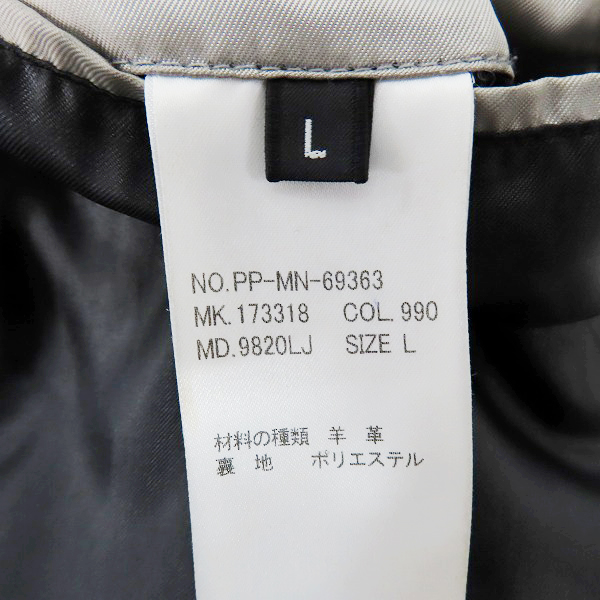 L
NO.PP-MN-69363
MK.173318 COL.990
MD.9820LJ SIZE L
材料の種類 羊 革
裏 地 ポリエステル